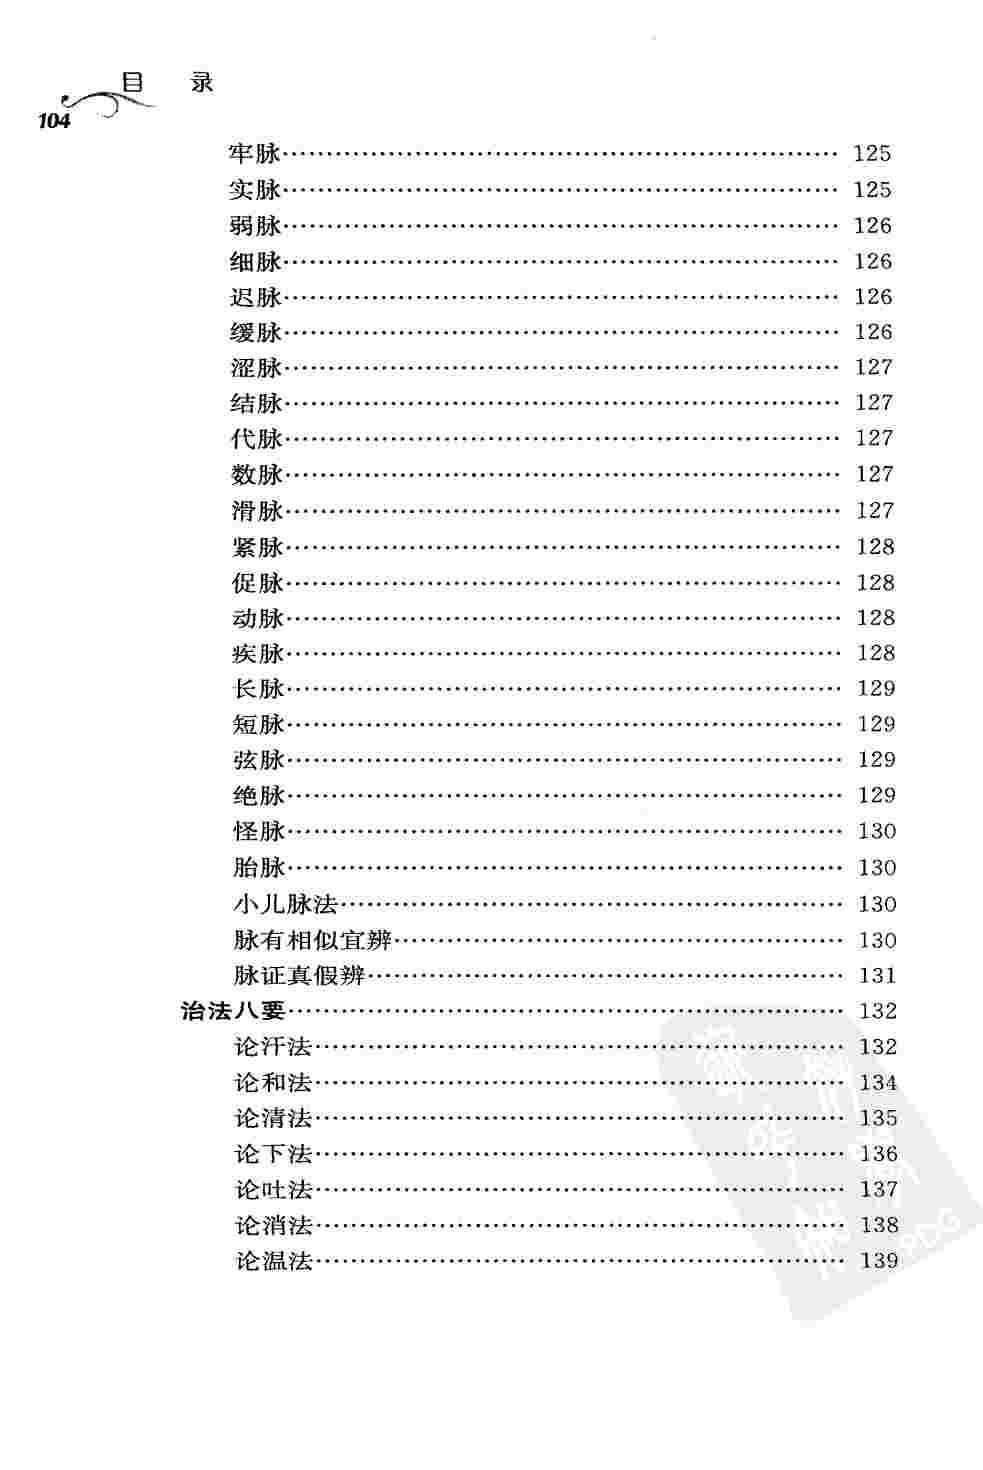 目 录
104
牢脉…………………………………………………… 125
实脉…………………………………………………… 125
弱脉…………………………………………………… 126
细脉…………………………………………………… 126
迟脉…………………………………………………… 126
缓脉…………………………………………………… 126
涩脉…………………………………………………… 127
结脉…………………………………………………… 127
代脉…………………………………………………… 127
数脉…………………………………………………… 127
滑脉…………………………………………………… 127
紧脉…………………………………………………… 128
促脉…………………………………………………… 128
动脉…………………………………………………… 128
疾脉…………………………………………………… 128
长脉…………………………………………………… 129
短脉…………………………………………………… 129
弦脉…………………………………………………… 129
绝脉…………………………………………………… 129
怪脉…………………………………………………… 130
胎脉…………………………………………………… 130
小儿脉法……………………………………………… 130
脉有相似宜辨………………………………………… 130
脉证真假辨…………………………………………… 131
治法八要……………………………………………… 132
论汗法………………………………………………… 132
论和法………………………………………………… 134
论清法………………………………………………… 135
论下法………………………………………………… 136
论吐法………………………………………………… 137
论消法………………………………………………… 138
论温法………………………………………………… 139
PDG